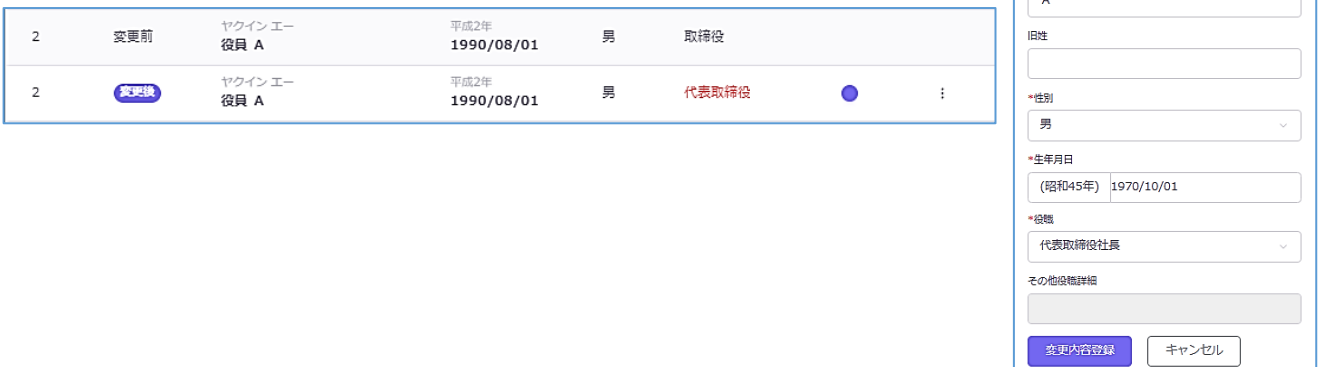 ヤクイン エー
平成2年
2 変更前 役員 A 1990/08/01 男 取締役
ヤクイン エー
平成2年
2 変更後 役員 A 1990/08/01 男 代表取締役
A
旧姓
*性別
男
*生年月日
(昭和45年) 1970/10/01
*役職
代表取締役社長
その他役職詳細
変更内容登録 キャンセル